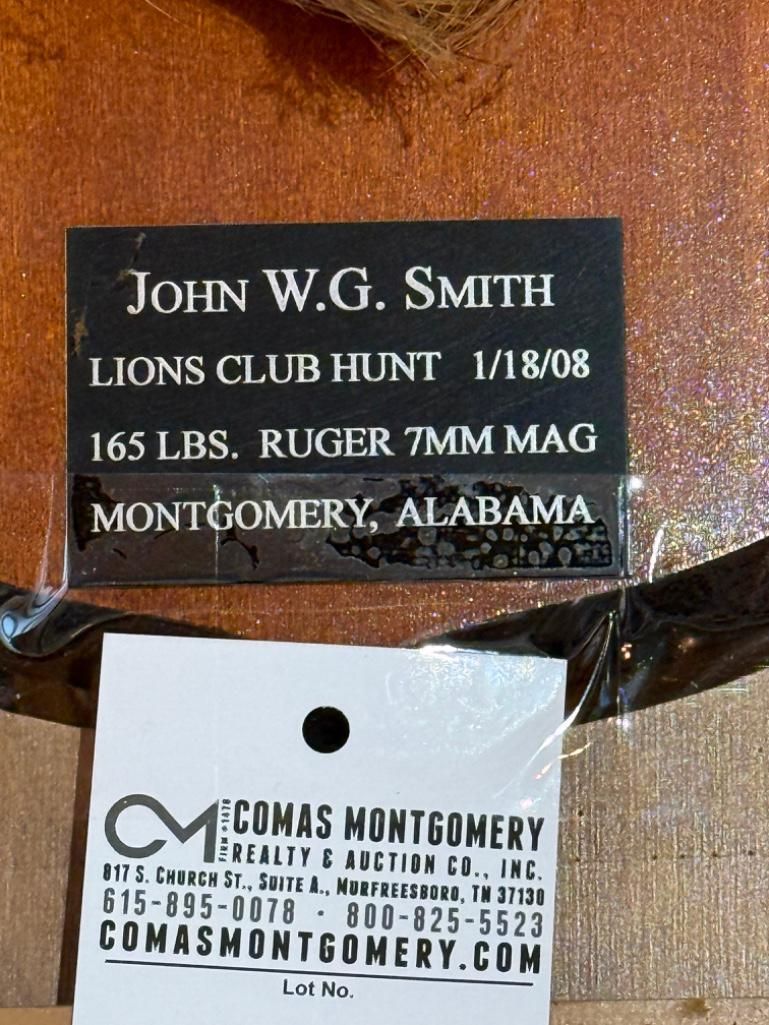 JOHN W.G. SMITH
LIONS CLUB HUNT 1/18/08
165 LBS. RUGER 7MM MAG
MONTGOMERY, ALABAMA
CM FIRM #1478 COMAS MONTGOMERY
REALTY & AUCTION CO., INC.
817 S. CHURCH ST., SUITE A., MURFREESBORO, TN 37130
615-895-0078 · 800-825-5523
COMASMONTGOMERY.COM
Lot No.